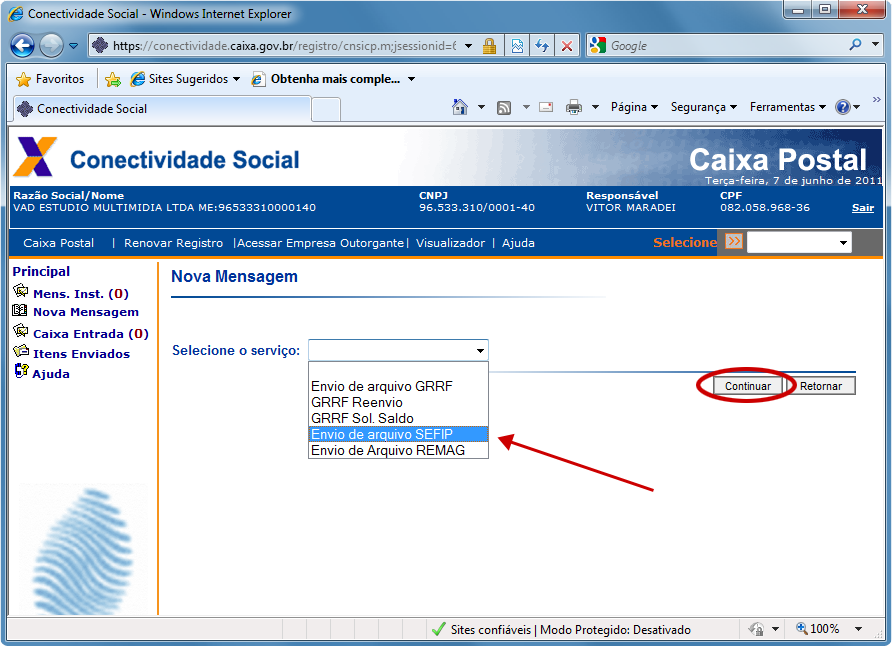 Conectividade Social - Windows Internet Explorer
https://conectividade.caixa.gov.br/registro/cnsicp.m;jsessionid=6
Google
Favoritos
Sites Sugeridos
Obtenha mais comple...
Conectividade Social
Página
Segurança
Ferramentas
»
Conectividade Social
Caixa Postal
Terça-feira, 7 de junho de 2011
Razão Social/Nome CNPJ Responsável CPF
VAD ESTUDIO MULTIMIDIA LTDA ME:96533310000140 96.533.310/0001-40 VITOR MARADEI 082.058.968-36 Sair
Caixa Postal | Renovar Registro |Acessar Empresa Outorgante| Visualizador | Ajuda Selecione >>
Principal
Mens. Inst. (0)
Nova Mensagem
Caixa Entrada (0)
Itens Enviados
Ajuda
Nova Mensagem
Selecione o serviço:
Envio de arquivo GRRF
GRRF Reenvio
GRRF Sol. Saldo
Envio de arquivo SEFIP
Envio de Arquivo REMAG
Continuar
Retornar
Sites confiáveis | Modo Protegido: Desativado
100%